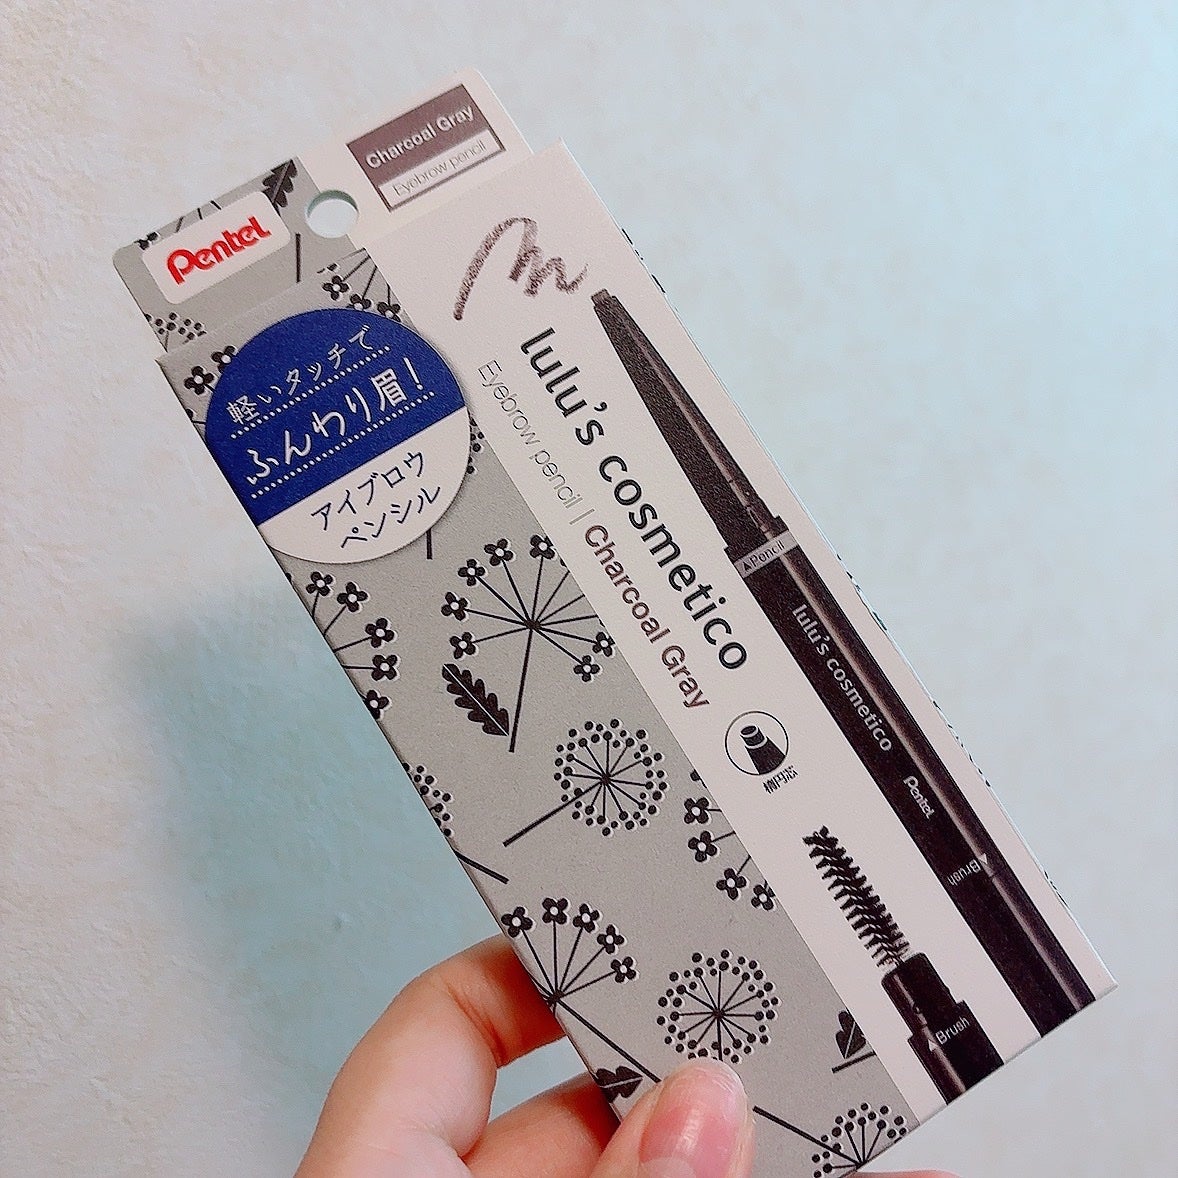 Charcoal Gray
Eyebrow pencil
Pentel
軽いタッチで
ふんわり眉!
アイブロウ
ペンシル
lulu's cosmetico
Eyebrow pencil | Charcoal Gray
▲Pencil
lulu's cosmetico
Pentel
▲Brush
▲Brush